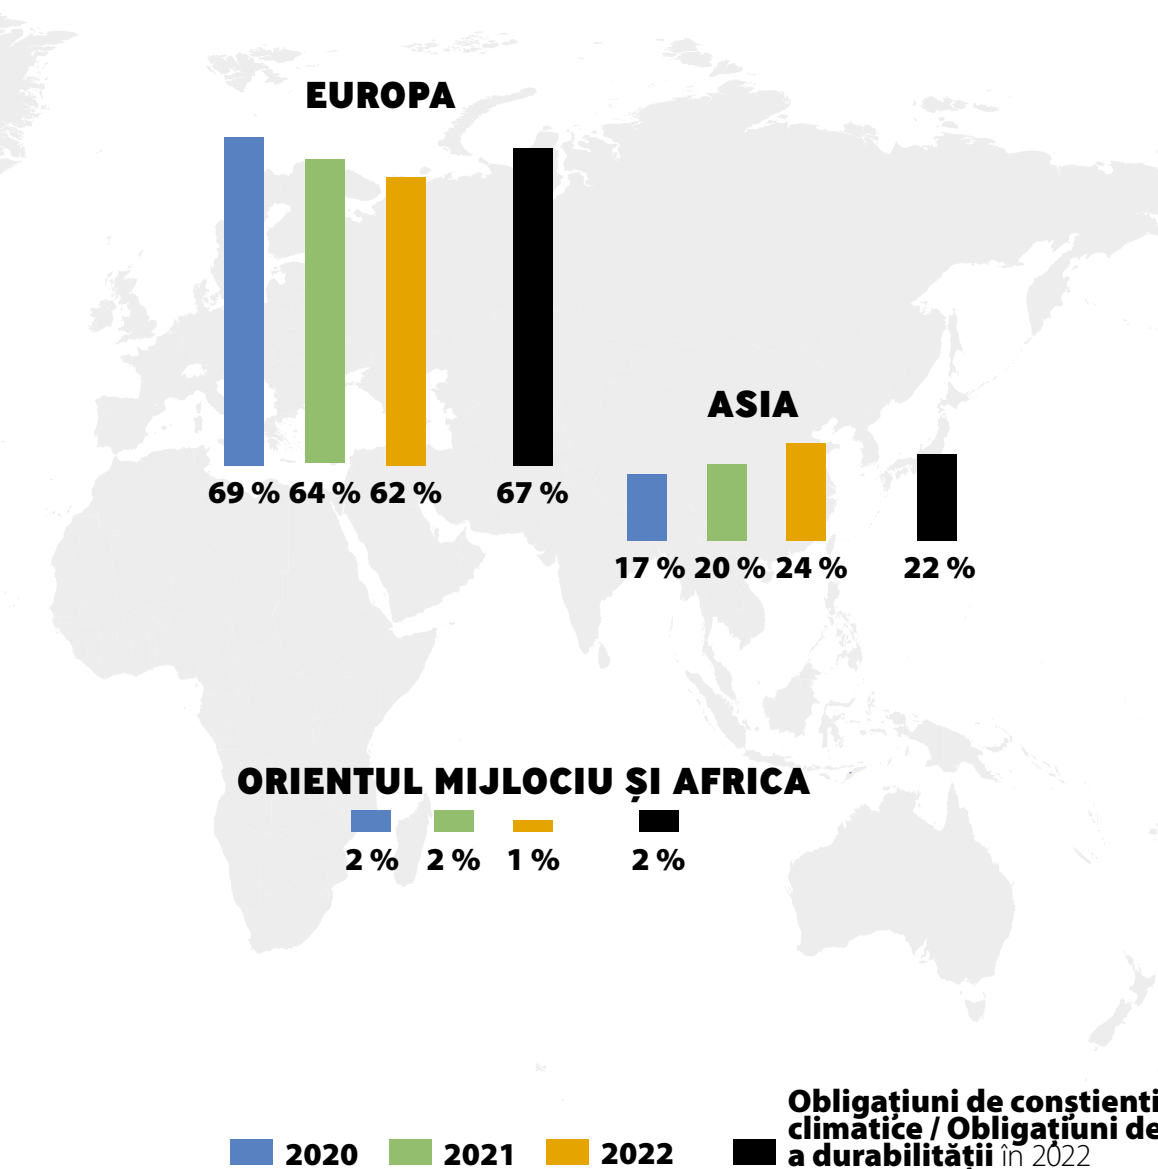 EUROPA
69 % 64 % 62 % 67 %
ASIA
17 % 20 % 24 % 22 %
ORIENTUL MIJLOCIU ȘI AFRICA
2 % 2 % 1 % 2 %
2020 2021 2022
Obligațiuni de conștienti
climatice / Obligațiuni de
a durabilității în 2022